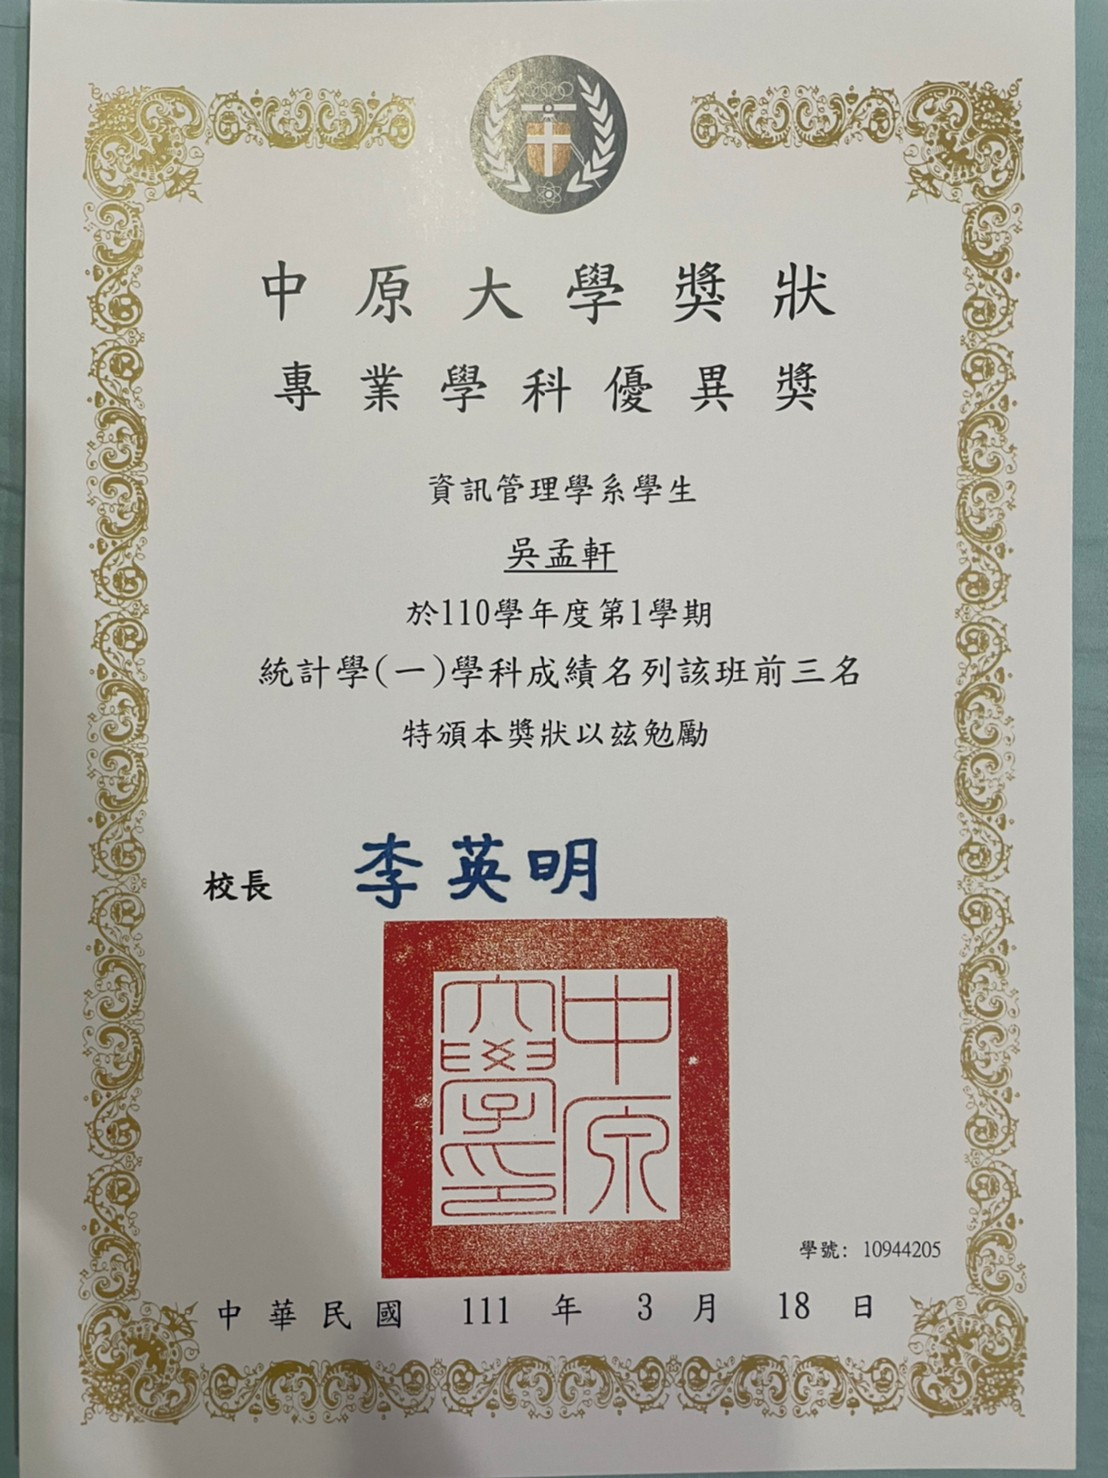 中原大學獎狀
專業學科優異獎
資訊管理學系學生
吳孟軒
於110學年度第1學期
統計學(一)學科成績名列該班前三名
特頒本獎狀以茲勉勵
校長 李英明
中原
大學印
學號: 10944205
中華民國 111 年 3 月 18 日